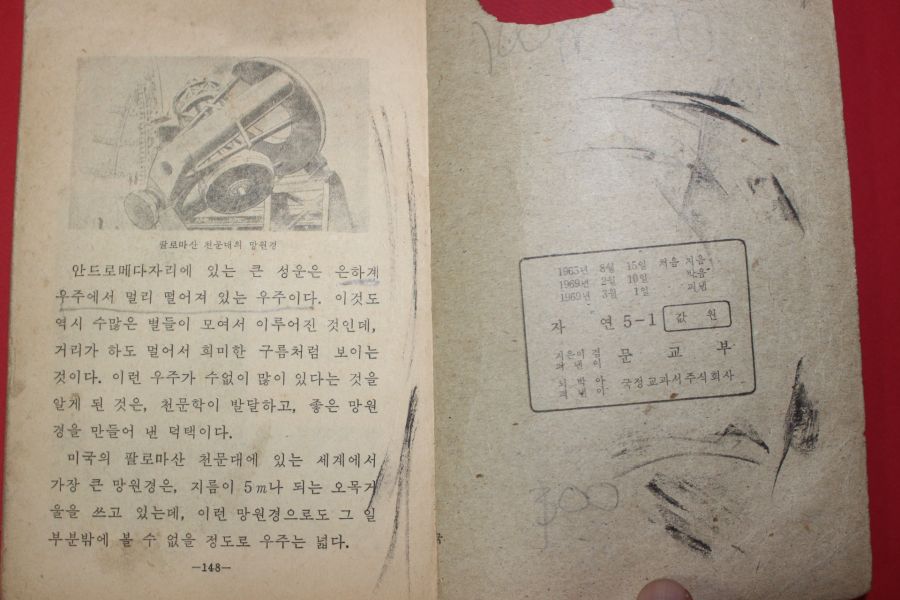 팔로마산 천문대의 망원경
안드로메다자리에 있는 큰 성운은 은하계
우주에서 멀리 떨어져 있는 우주이다. 이것도
역시 수많은 별들이 모여서 이루어진 것인데,
거리가 하도 멀어서 희미한 구름처럼 보이는
것이다. 이런 우주가 수없이 많이 있다는 것을
알게 된 것은, 천문학이 발달하고, 좋은 망원
경을 만들어 낸 덕택이다.
미국의 팔로마산 천문대에 있는 세계에서
가장 큰 망원경은, 지름이 5m나 되는 오목거
울을 쓰고 있는데, 이런 망원경으로도 그 일
부분밖에 볼 수 없을 정도로 우주는 넓다.
—148—
1965년 8월 15일 처음 지음
1969년 2월 10일 박음
1969년 3월 1일 펴냄
자 연 5-1 값 원
지은이 겸
펴낸이 문교부
박아
펴낸이 국정교과서주식회사
300